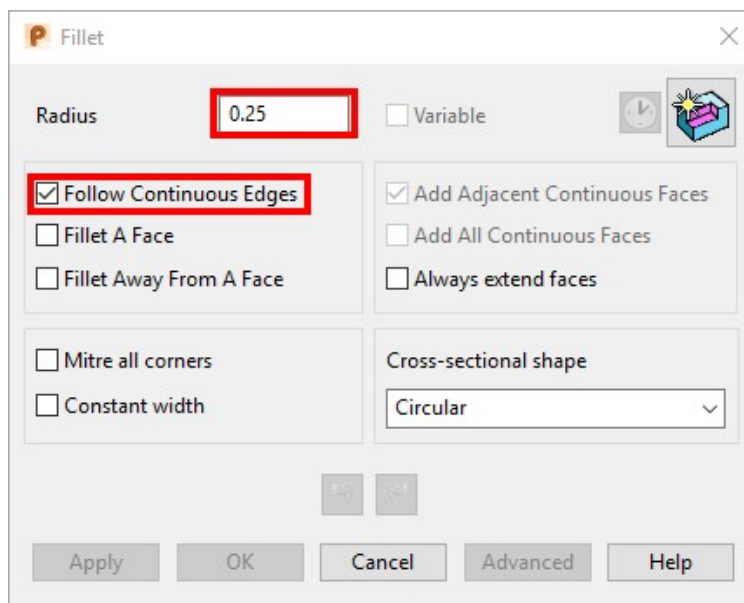 Fillet
Radius 0.25 Variable
Follow Continuous Edges
Fillet A Face
Fillet Away From A Face
Add Adjacent Continuous Faces
Add All Continuous Faces
Always extend faces
Mitre all corners
Constant width
Cross-sectional shape
Circular
Apply OK Cancel Advanced Help